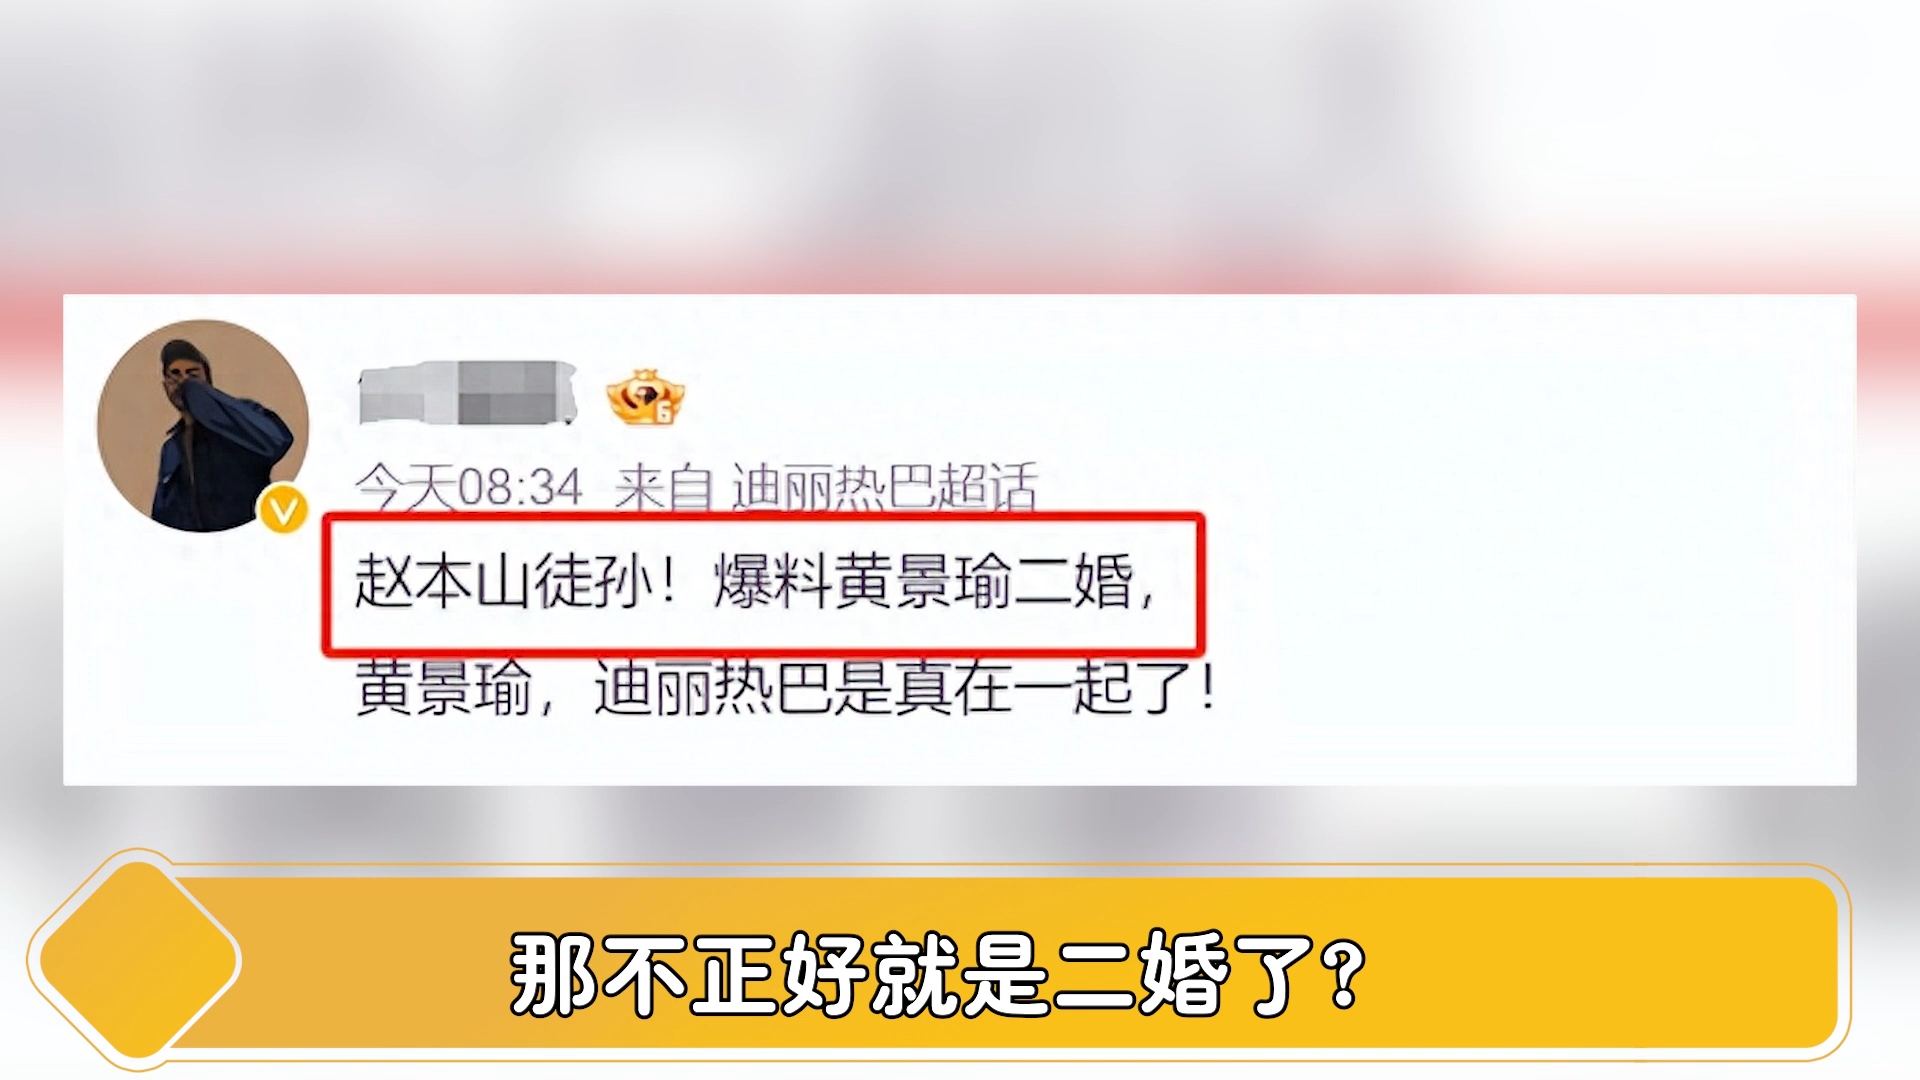 6
V
今天08:34 来自 迪丽热巴超话
赵本山徒孙！爆料黄景瑜二婚，
黄景瑜，迪丽热巴是真在一起了！
那不正好就是二婚了？